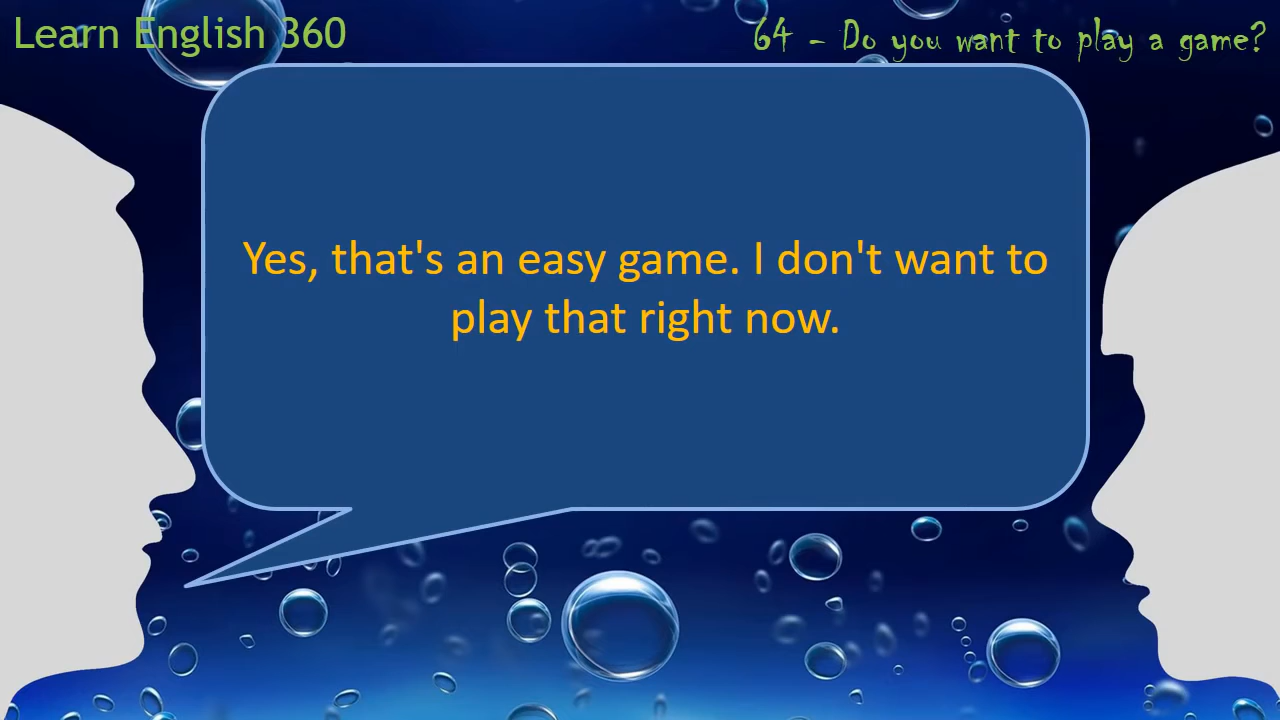 Learn English 360
64 - Do you want to play a game?
Yes, that's an easy game. I don't want to
play that right now.